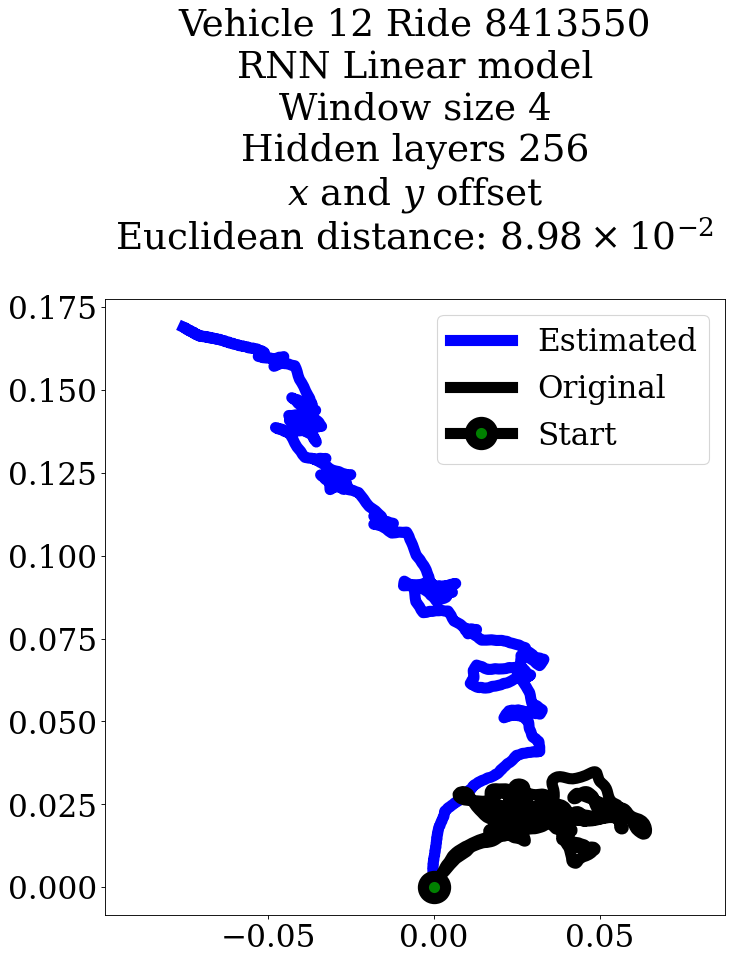 Vehicle 12 Ride 8413550
RNN Linear model
Window size 4
Hidden layers 256
x and y offset
Euclidean distance: 8.98 × 10⁻²
0.175
0.150
0.125
0.100
0.075
0.050
0.025
0.000
Estimated
Original
Start
−0.05 0.00 0.05